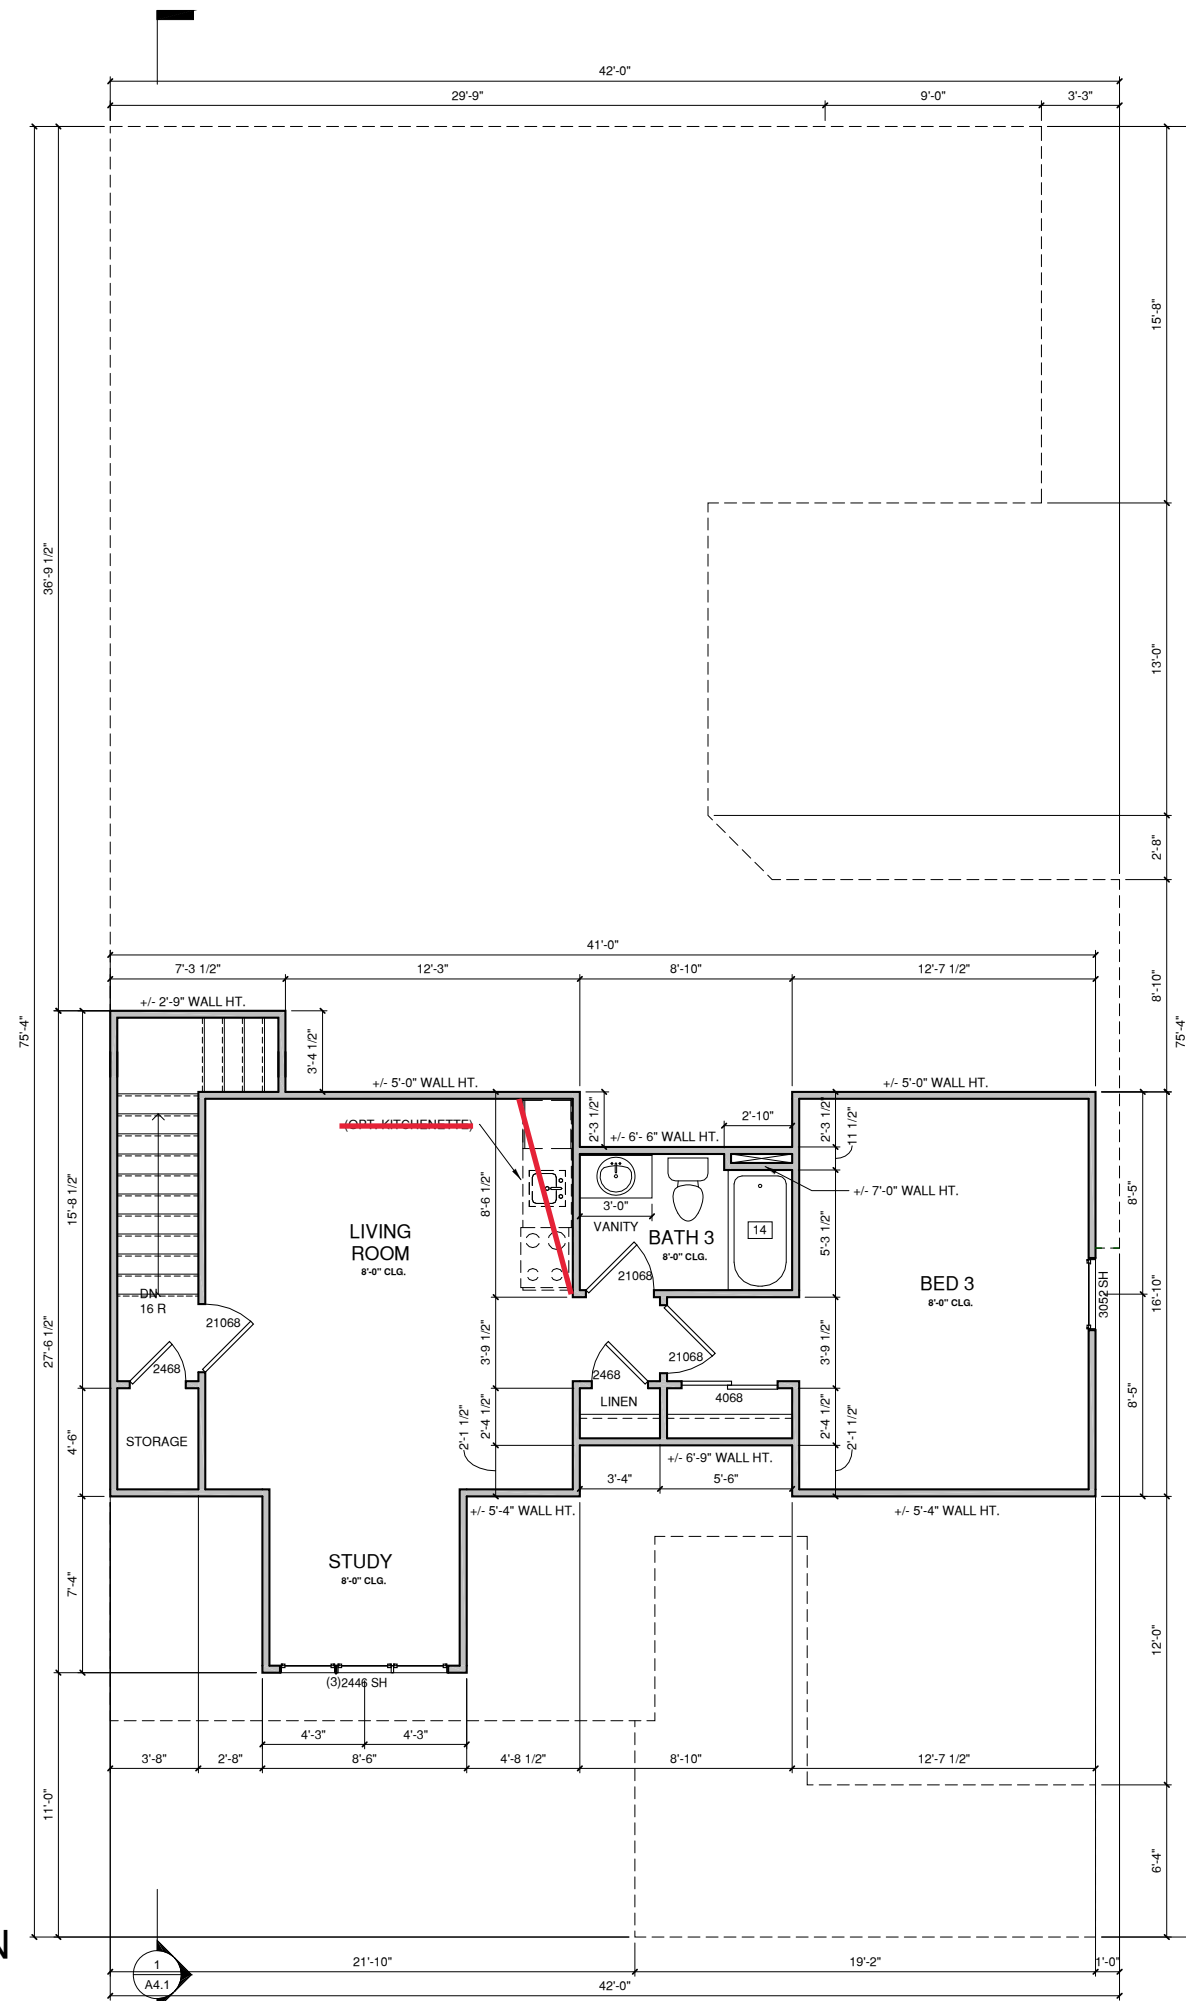 42'-0"
29'-9"
9'-0"
3'-3"
15'-8"
36'-9 1/2"
13'-0"
2'-8"
41'-0"
7'-3 1/2"
12'-3"
8'-10"
12'-7 1/2"
8'-10"
75'-4"
75'-4"
+/- 2'-9" WALL HT.
3'-4 1/2"
+/- 5'-0" WALL HT.
+/- 5'-0" WALL HT.
2'-3 1/2"
2'-10"
2'-3 1/2"
11 1/2"
(OPT. KITCHENETTE)
+/- 6'- 6" WALL HT.
15'-8 1/2"
8'-6 1/2"
+/- 7'-0" WALL HT.
8'-5"
3'-0"
VANITY
LIVING
ROOM
8'-0" CLG.
BATH 3
8'-0" CLG.
14
5'-3 1/2"
21068
BED 3
8'-0" CLG.
3052 SH
16'-10"
DN
16 R
21068
27'-6 1/2"
2468
3'-9 1/2"
21068
2468
3'-9 1/2"
LINEN
4068
8'-5"
STORAGE
4'-6"
2'-1 1/2"
2'-4 1/2"
2'-4 1/2"
2'-1 1/2"
+/- 6'-9" WALL HT.
3'-4"
5'-6"
+/- 5'-4" WALL HT.
+/- 5'-4" WALL HT.
STUDY
8'-0" CLG.
7'-4"
12'-0"
(3)2446 SH
4'-3"
4'-3"
3'-8"
2'-8"
8'-6"
4'-8 1/2"
8'-10"
12'-7 1/2"
11'-0"
6'-4"
N
1
A4.1
21'-10"
19'-2"
1'-0"
42'-0"